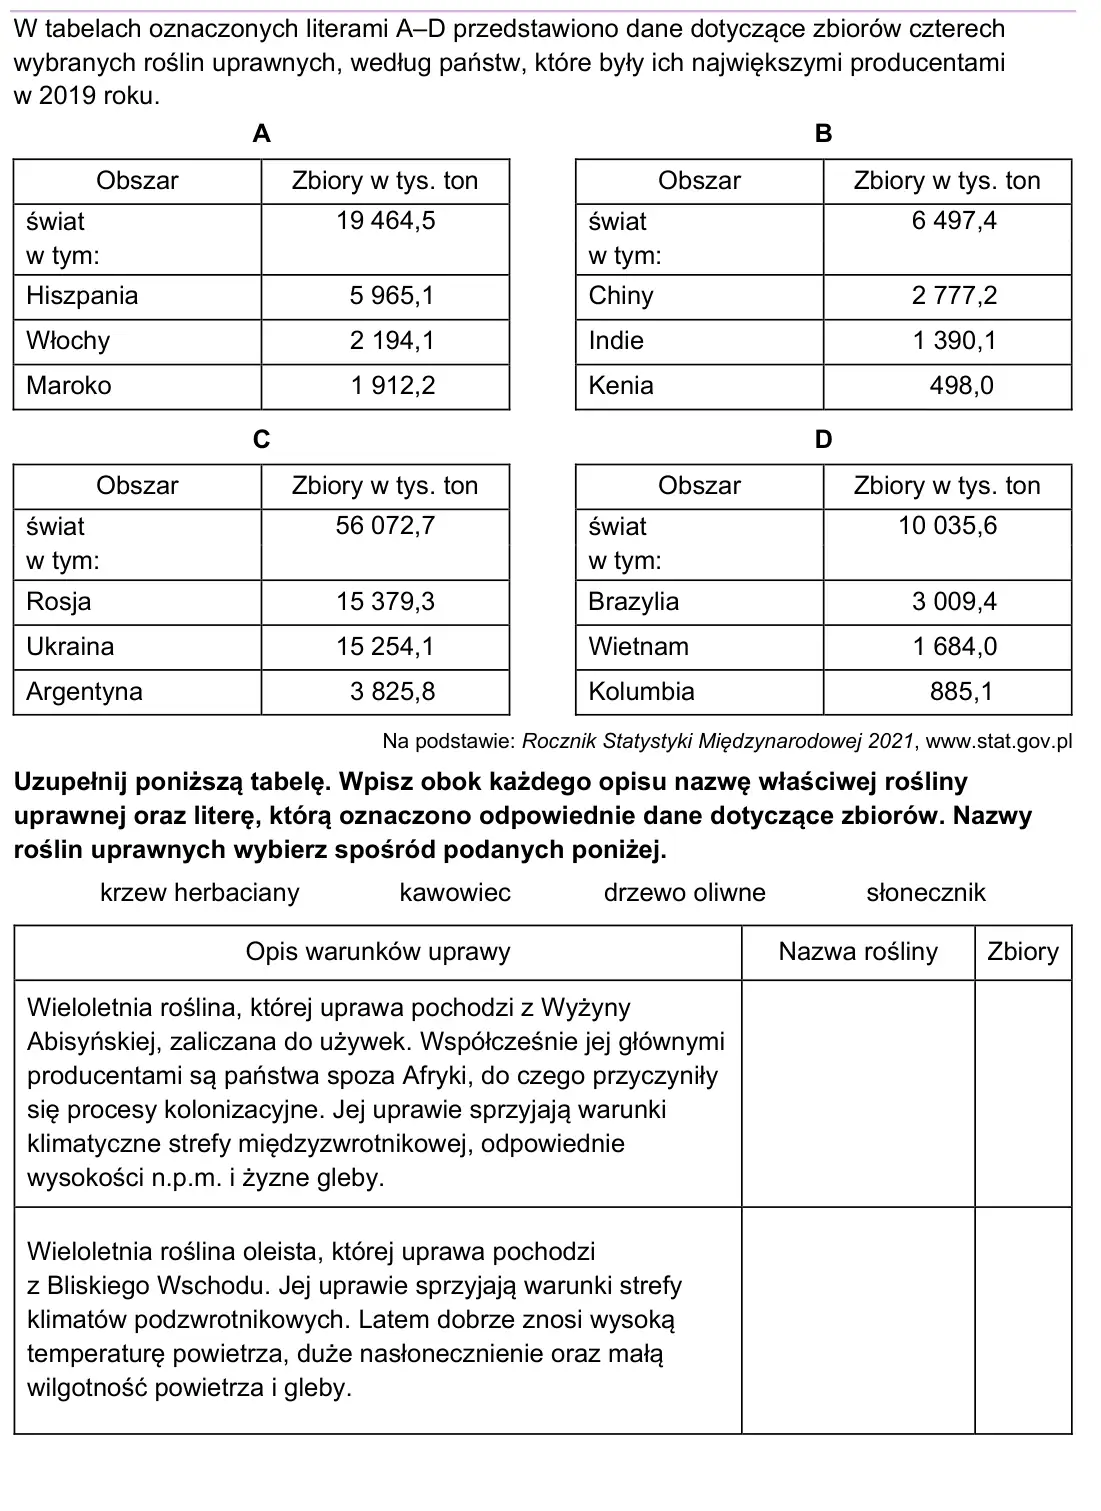 W tabelach oznaczonych literami A–D przedstawiono dane dotyczące zbiorów czterech
wybranych roślin uprawnych, według państw, które były ich największymi producentami
w 2019 roku.
A
Obszar Zbiory w tys. ton
świat 19 464,5
w tym:
Hiszpania 5 965,1
Włochy 2 194,1
Maroko 1 912,2
B
Obszar Zbiory w tys. ton
świat 6 497,4
w tym:
Chiny 2 777,2
Indie 1 390,1
Kenia 498,0
C
Obszar Zbiory w tys. ton
świat 56 072,7
w tym:
Rosja 15 379,3
Ukraina 15 254,1
Argentyna 3 825,8
D
Obszar Zbiory w tys. ton
świat 10 035,6
w tym:
Brazylia 3 009,4
Wietnam 1 684,0
Kolumbia 885,1
Na podstawie: Rocznik Statystyki Międzynarodowej 2021, www.stat.gov.pl
Uzupełnij poniższą tabelę. Wpisz obok każdego opisu nazwę właściwej rośliny
uprawnej oraz literę, którą oznaczono odpowiednie dane dotyczące zbiorów. Nazwy
roślin uprawnych wybierz spośród podanych poniżej.
krzew herbaciany kawowiec drzewo oliwne słonecznik
Opis warunków uprawy Nazwa rośliny Zbiory
Wieloletnia roślina, której uprawa pochodzi z Wyżyny
Abisyńskiej, zaliczana do używek. Współcześnie jej głównymi
producentami są państwa spoza Afryki, do czego przyczyniły
się procesy kolonizacyjne. Jej uprawie sprzyjają warunki
klimatyczne strefy międzyzwrotnikowej, odpowiednie
wysokości n.p.m. i żyzne gleby.
Wieloletnia roślina oleista, której uprawa pochodzi
z Bliskiego Wschodu. Jej uprawie sprzyjają warunki strefy
klimatów podzwrotnikowych. Latem dobrze znosi wysoką
temperaturę powietrza, duże nasłonecznienie oraz małą
wilgotność powietrza i gleby.